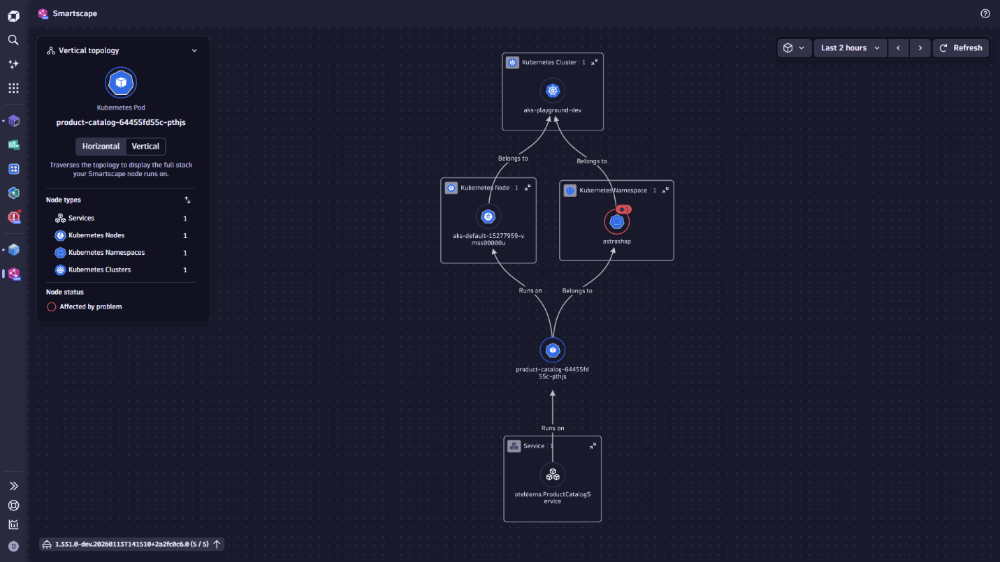 Smartscape
Vertical topology
Kubernetes Pod
product-catalog-64455fd55c-pthjs
Horizontal
Vertical
Traverses the topology to display the full stack
your Smartscape node runs on.
Node types
Services 1
Kubernetes Nodes 1
Kubernetes Namespaces 1
Kubernetes Clusters 1
Node status
Affected by problem
Last 2 hours
Refresh
Kubernetes Cluster 1
aks-playground-dev
Belongs to
Belongs to
Kubernetes Node 1
aks-default-15277959-v
mss00000u
Kubernetes Namespace 1
1
astroshop
Runs on
Belongs to
product-catalog-64455fd
55c-pthjs
Runs on
Service 1
oteldemo.ProductCatalogS
ervice
NEW
NEW
NEW
D
1.331.0-dev.20260113T141510+2a2fc0c6.0 (5 / 5)